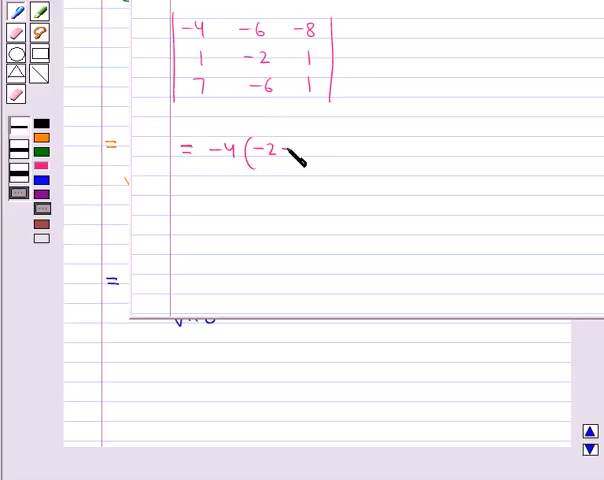 -4 -6 -8
1 -2 1
7 -6 1
= = -4 (-2 -
=